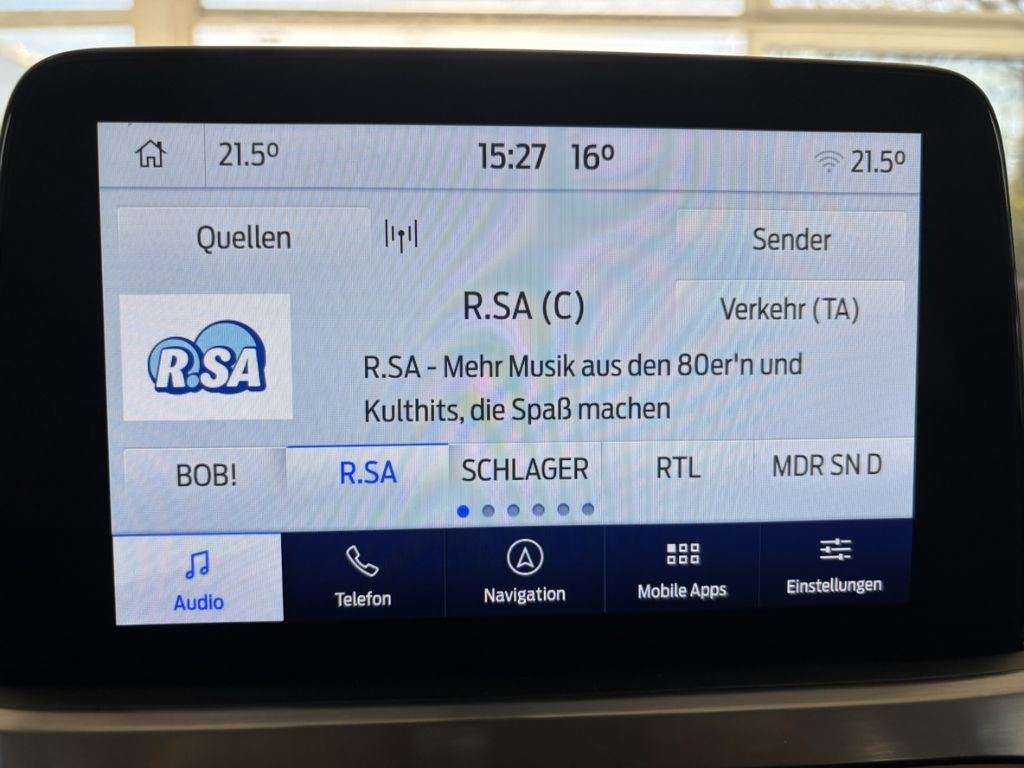 21.5º 15:27 16º 21.5º
Quellen Sender
R.SA (C) Verkehr (TA)
R.SA
R.SA - Mehr Musik aus den 80er'n und
Kulthits, die Spaß machen
BOB! R.SA SCHLAGER RTL MDR SN D
Audio Telefon Navigation Mobile Apps Einstellungen